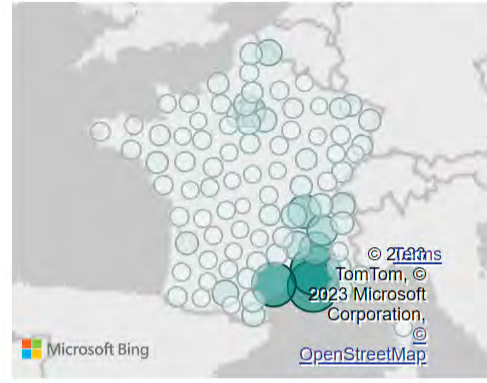 © 2023
Terms
TomTom, ©
2023 Microsoft
Corporation,
©
OpenStreetMap
Microsoft Bing